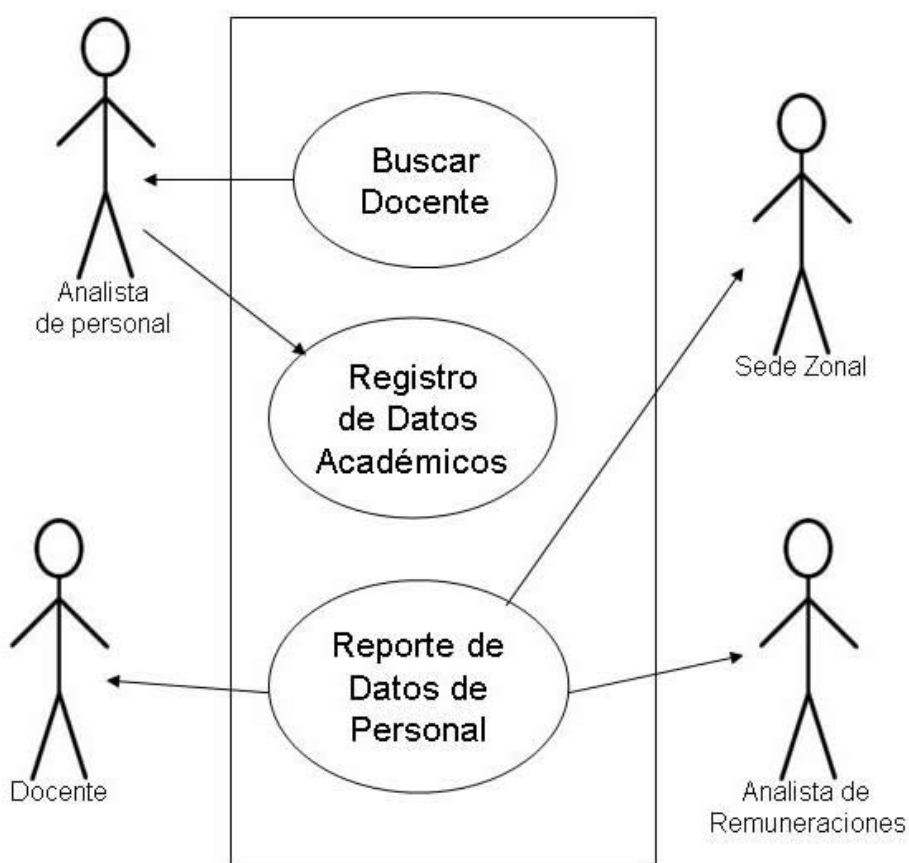 Buscar
Docente
Analista
de personal
Registro
de Datos
Académicos
Sede Zonal
Reporte de
Datos de
Personal
Docente
Analista de
Remuneraciones